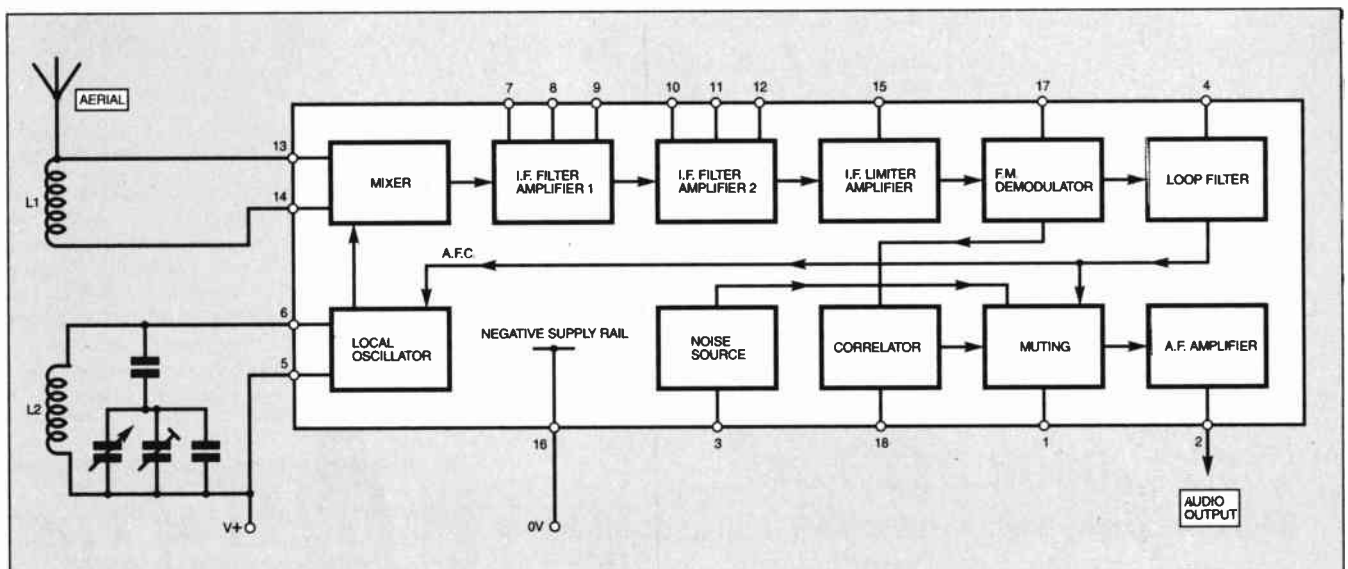 AERIAL
7
8
9
10
11
12
15
17
4
13
14
L1
MIXER
I.F. FILTER
AMPLIFIER 1
I.F. FILTER
AMPLIFIER 2
I.F. LIMITER
AMPLIFIER
F.M.
DEMODULATOR
LOOP FILTER
A.F.C.
6
5
L2
LOCAL
OSCILLATOR
NEGATIVE SUPPLY RAIL
NOISE
SOURCE
CORRELATOR
MUTING
A.F. AMPLIFIER
16
3
18
1
2
V+
0V
AUDIO
OUTPUT